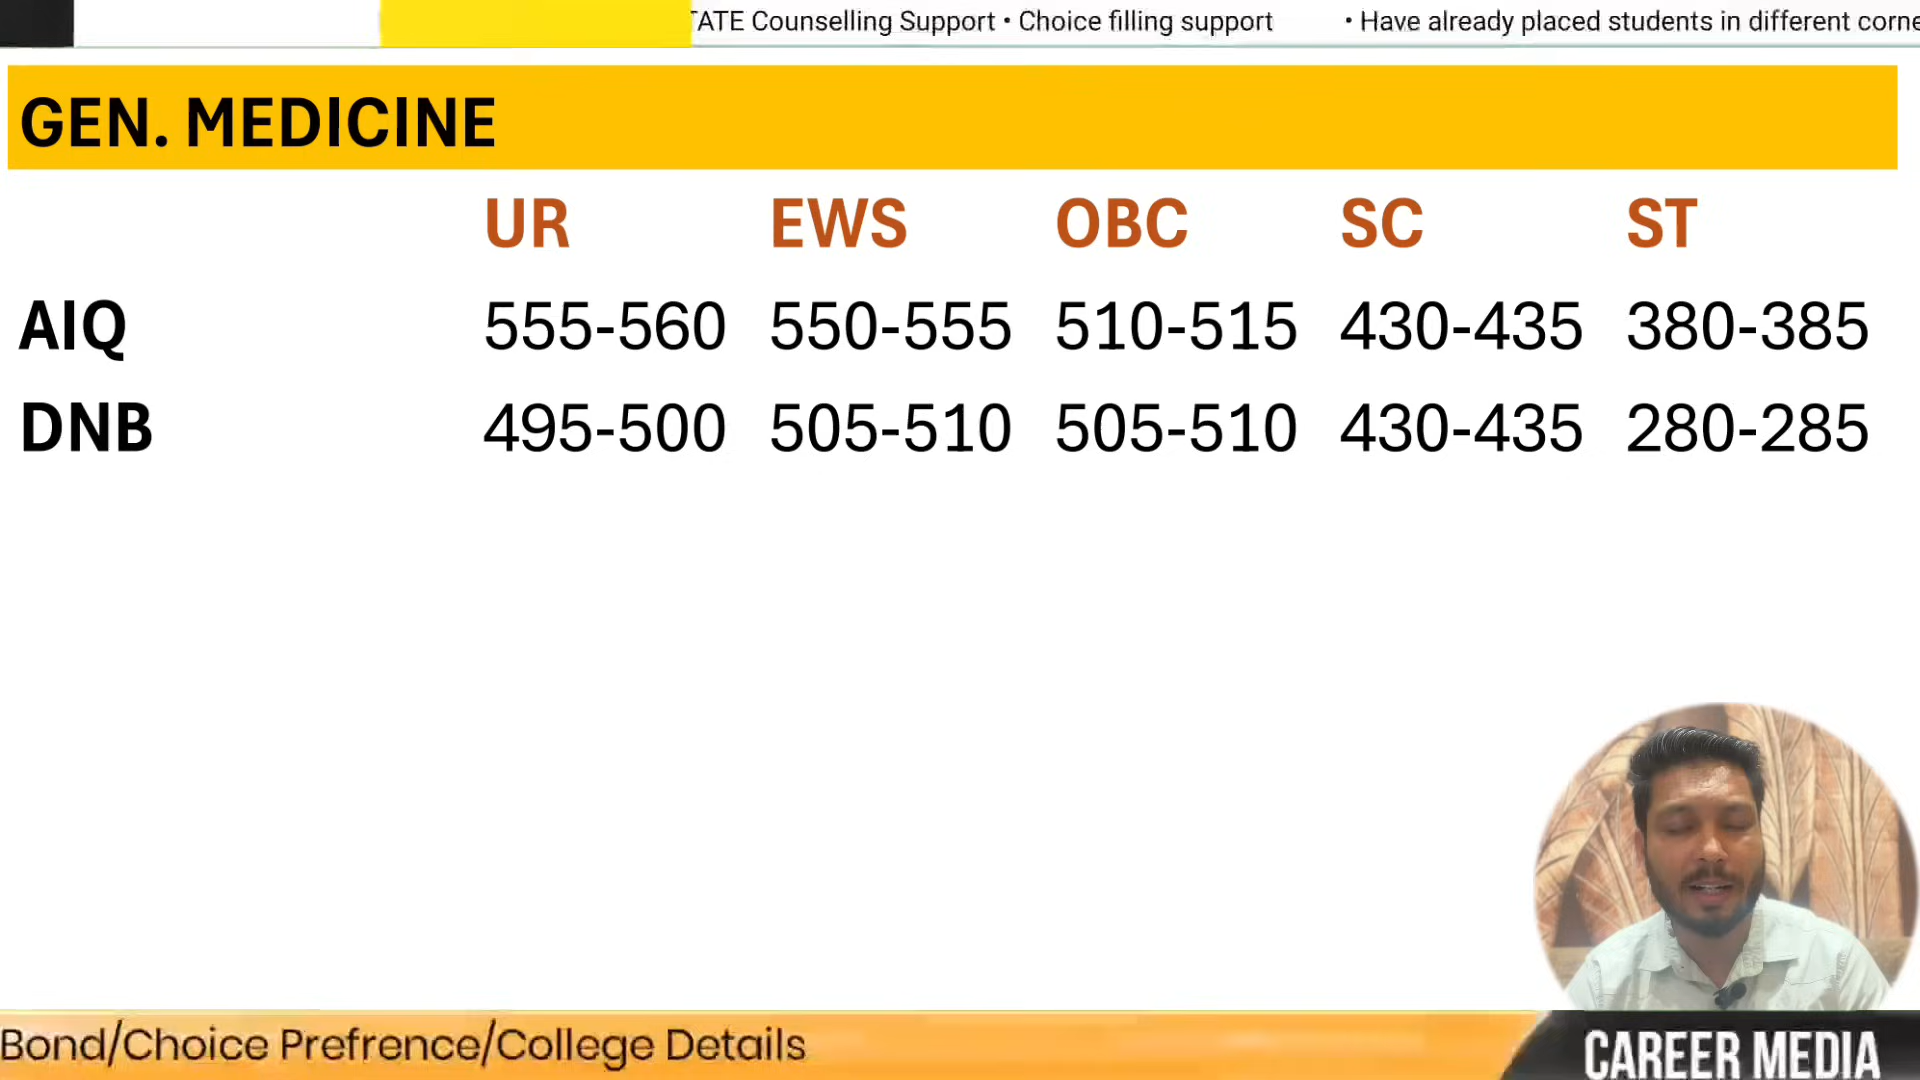 Counselling Support • Choice filling support • Have already placed students in different
GEN. MEDICINE
UR EWS OBC SC ST
AIQ 555-560 550-555 510-515 430-435 380-385
DNB 495-500 505-510 505-510 430-435 280-285
Bond/Choice Prefrence/College Details
CAREER MEDIA